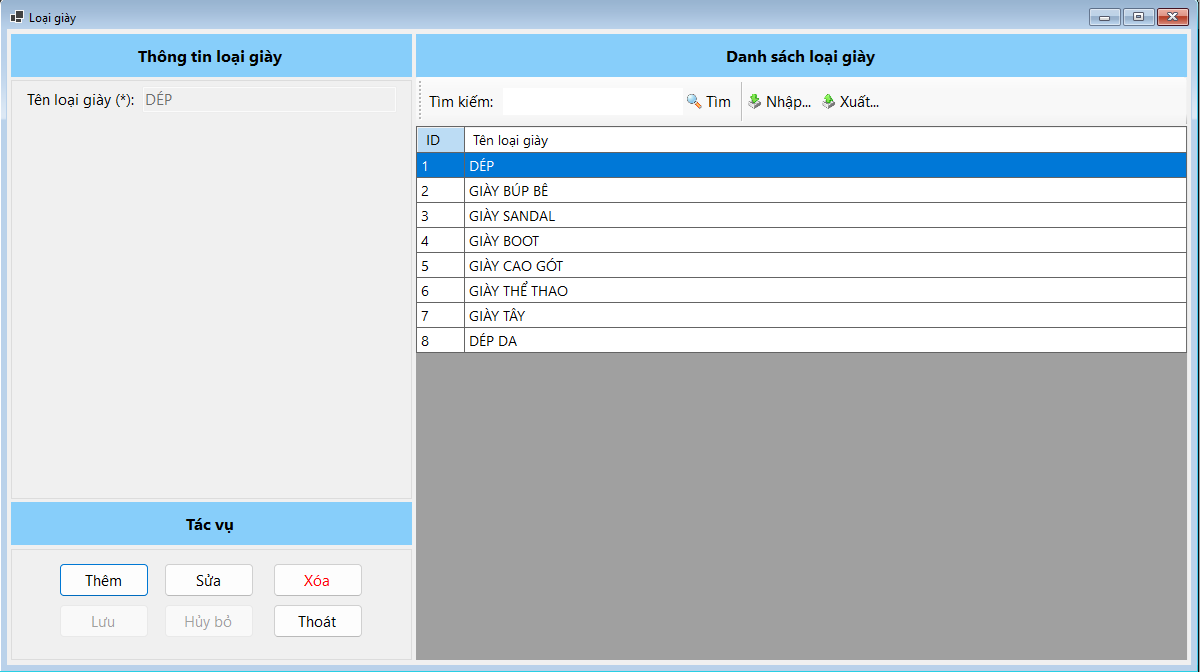 Loại giày
Thông tin loại giày
Tên loại giày (*): DÉP
Tác vụ
Thêm Sửa Xóa
Lưu Hủy bỏ Thoát
Danh sách loại giày
Tìm kiếm: Tìm Nhập... Xuất...
ID Tên loại giày
1 DÉP
2 GIÀY BÚP BÊ
3 GIÀY SANDAL
4 GIÀY BOOT
5 GIÀY CAO GÓT
6 GIÀY THỂ THAO
7 GIÀY TÂY
8 DÉP DA